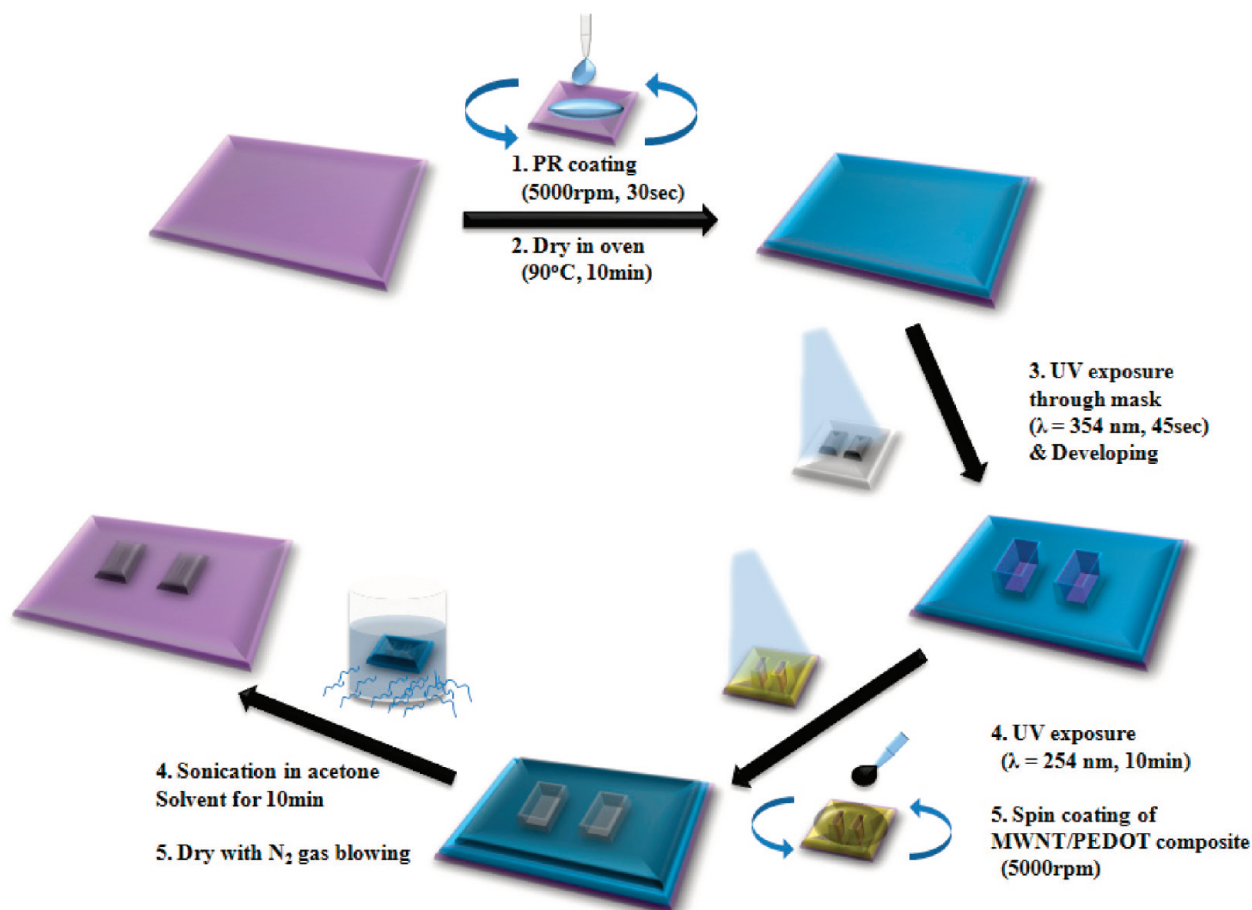 1. PR coating
(5000rpm, 30sec)
2. Dry in oven
(90°C, 10min)
3. UV exposure
through mask
(λ = 354 nm, 45sec)
& Developing
4. UV exposure
(λ = 254 nm, 10min)
5. Spin coating of
MWNT/PEDOT composite
(5000rpm)
4. Sonication in acetone
Solvent for 10min
5. Dry with N₂ gas blowing